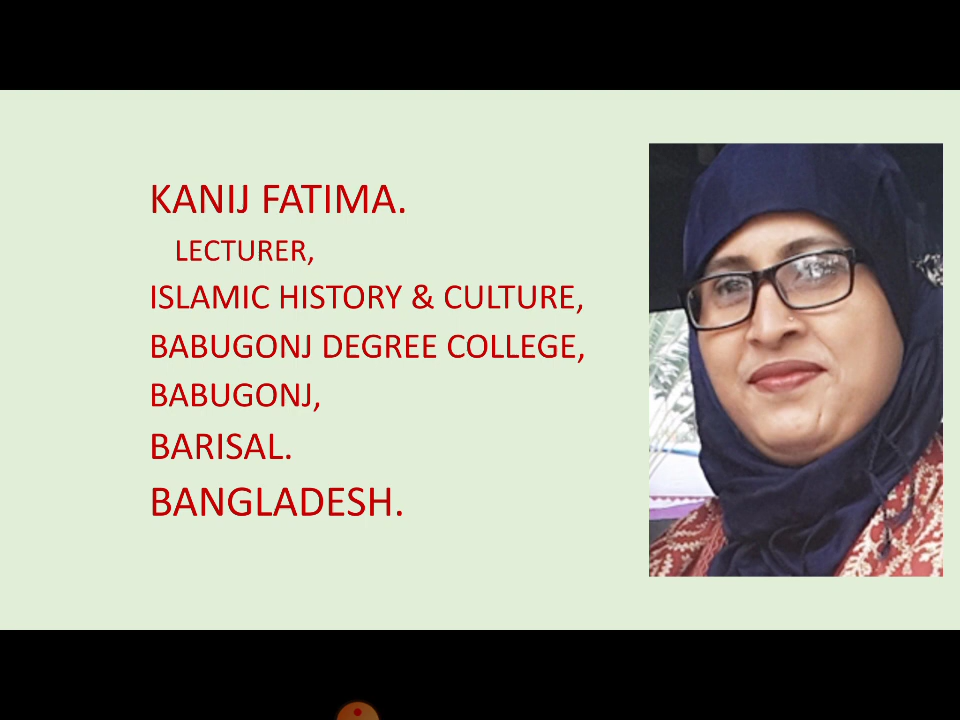 KANIJ FATIMA.
LECTURER,
ISLAMIC HISTORY & CULTURE,
BABUGONJ DEGREE COLLEGE,
BABUGONJ,
BARISAL.
BANGLADESH.